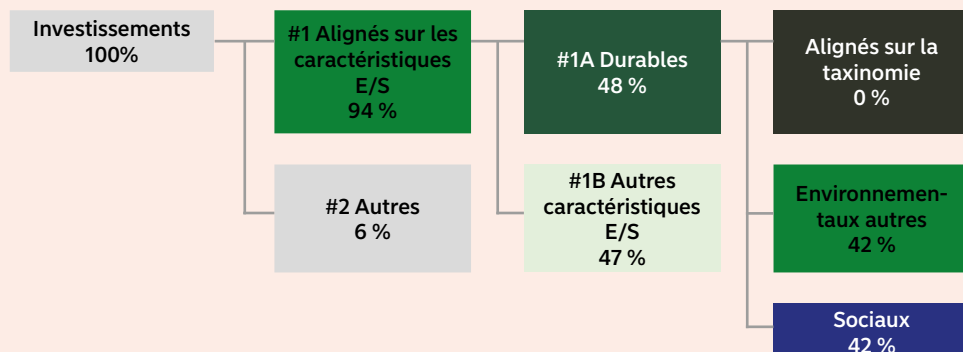 Investissements
100%
#1 Alignés sur les
caractéristiques
E/S
94 %
#1A Durables
48 %
Alignés sur la
taxinomie
0 %
#2 Autres
6 %
#1B Autres
caractéristiques
E/S
47 %
Environnemen-
taux autres
42 %
Sociaux
42 %